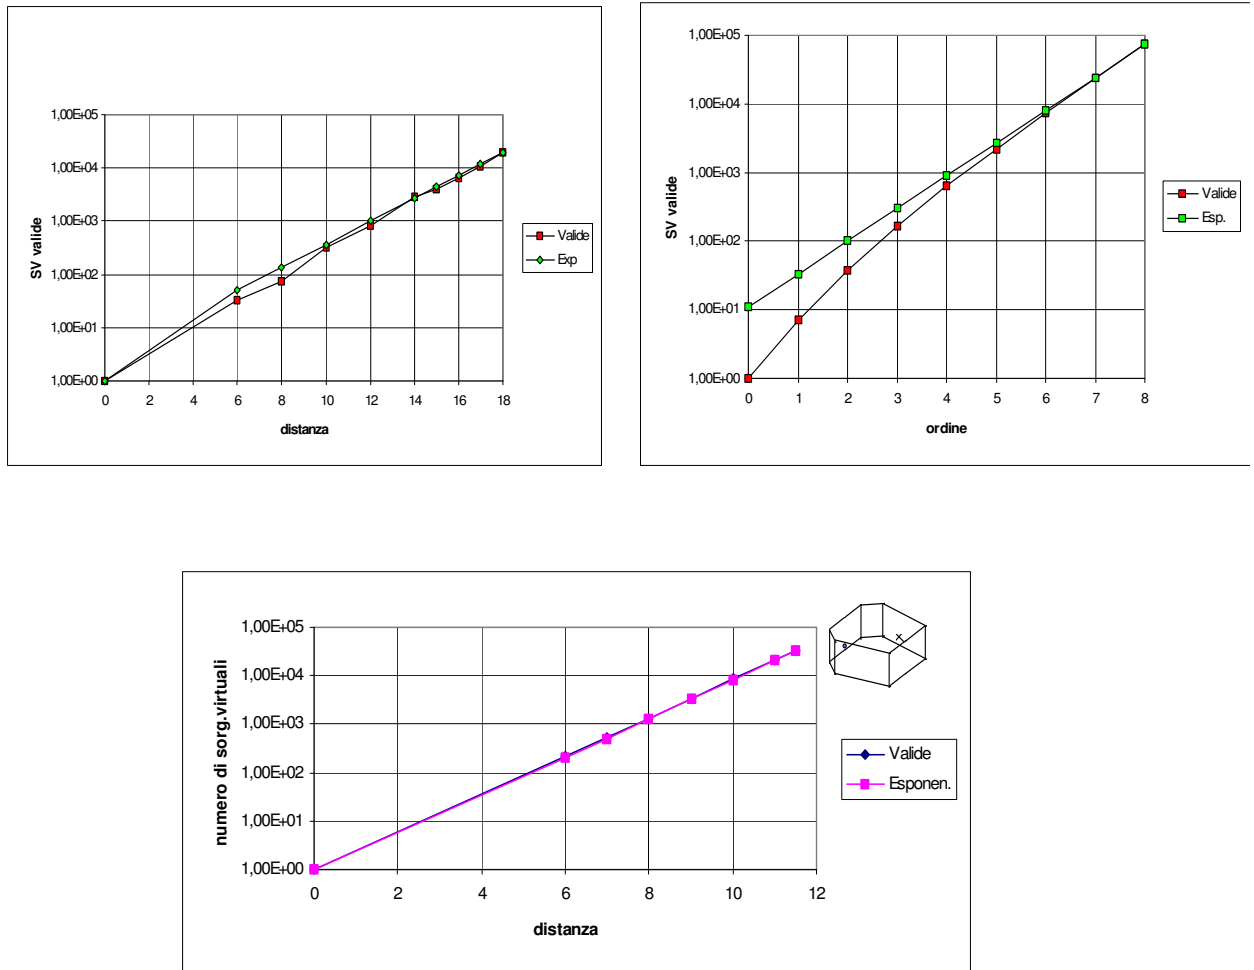 1,00E+05
1,00E+04
1,00E+03
1,00E+02
1,00E+01
1,00E+00
SV valide
0 2 4 6 8 10 12 14 16 18
distanza
Valide
Exp
1,00E+05
1,00E+04
1,00E+03
1,00E+02
1,00E+01
1,00E+00
SV valide
0 1 2 3 4 5 6 7 8
ordine
Valide
Esp.
1,00E+05
1,00E+04
1,00E+03
1,00E+02
1,00E+01
1,00E+00
numero di sorg.virtuali
0 2 4 6 8 10 12
distanza
Valide
Esponen.